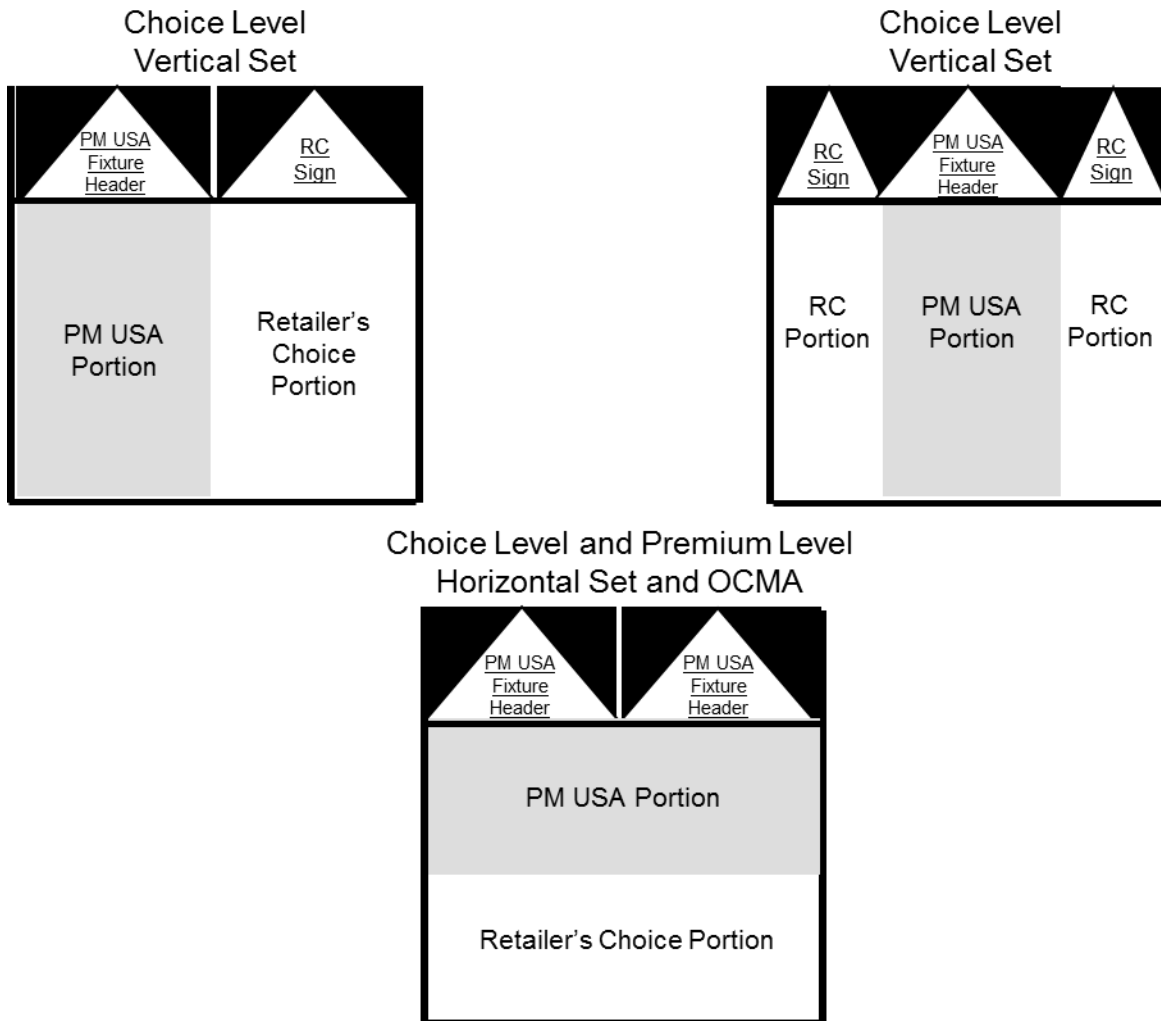 Choice Level
Vertical Set
PM USA
Fixture
Header
RC
Sign
PM USA
Portion
Retailer's
Choice
Portion
Choice Level
Vertical Set
RC
Sign
PM USA
Fixture
Header
RC
Sign
RC
Portion
PM USA
Portion
RC
Portion
Choice Level and Premium Level
Horizontal Set and OCMA
PM USA
Fixture
Header
PM USA
Fixture
Header
PM USA Portion
Retailer's Choice Portion